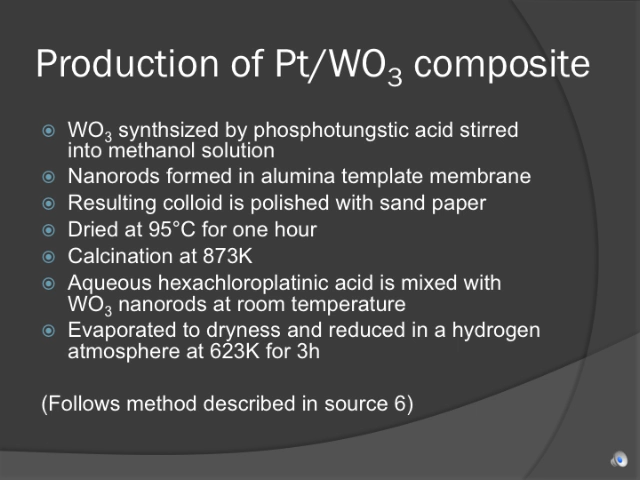 Production of Pt/WO₃ composite
WO₃ synthsized by phosphotungstic acid stirred
into methanol solution
Nanorods formed in alumina template membrane
Resulting colloid is polished with sand paper
Dried at 95°C for one hour
Calcination at 873K
Aqueous hexachloroplatinic acid is mixed with
WO₃ nanorods at room temperature
Evaporated to dryness and reduced in a hydrogen
atmosphere at 623K for 3h
(Follows method described in source 6)